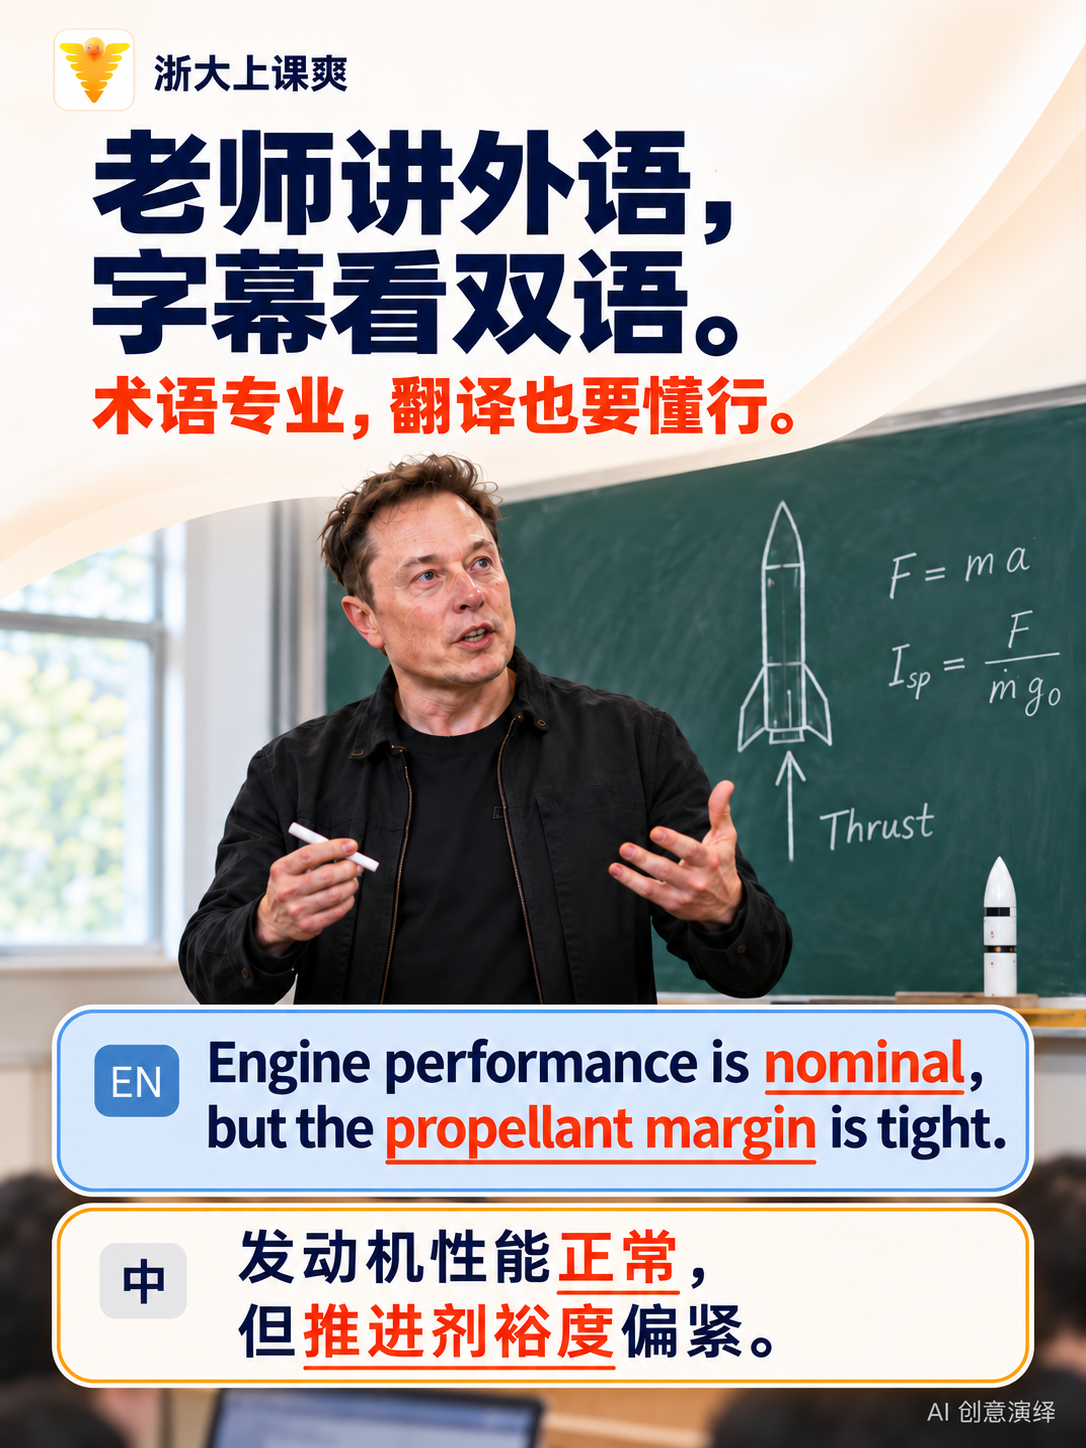 浙大上课爽
老师讲外语，
字幕看双语。
术语专业，翻译也要懂行。
F = m a
I_sp = F / ṁ g₀
Thrust
EN
Engine performance is nominal,
but the propellant margin is tight.
中
发动机性能正常，
但推进剂裕度偏紧。
AI 创意演绎